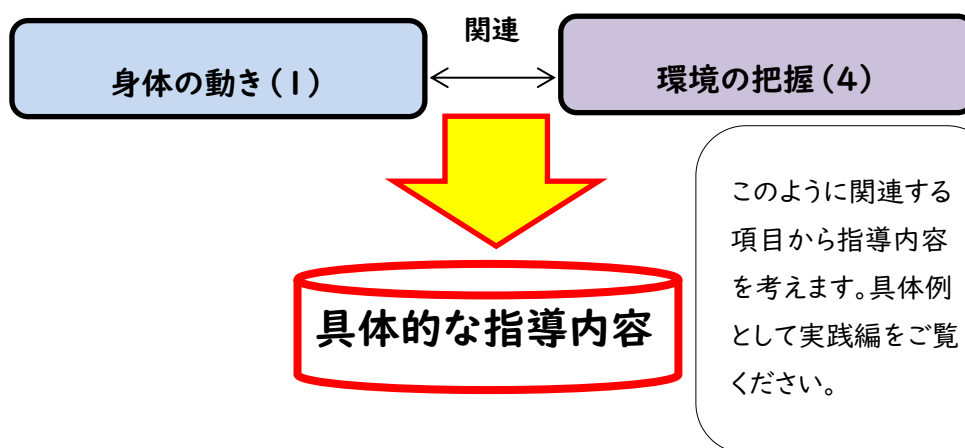 関連
身体の動き(1)
環境の把握(4)
このように関連する
項目から指導内容
を考えます。具体例
として実践編をご覧
ください。
具体的な指導内容